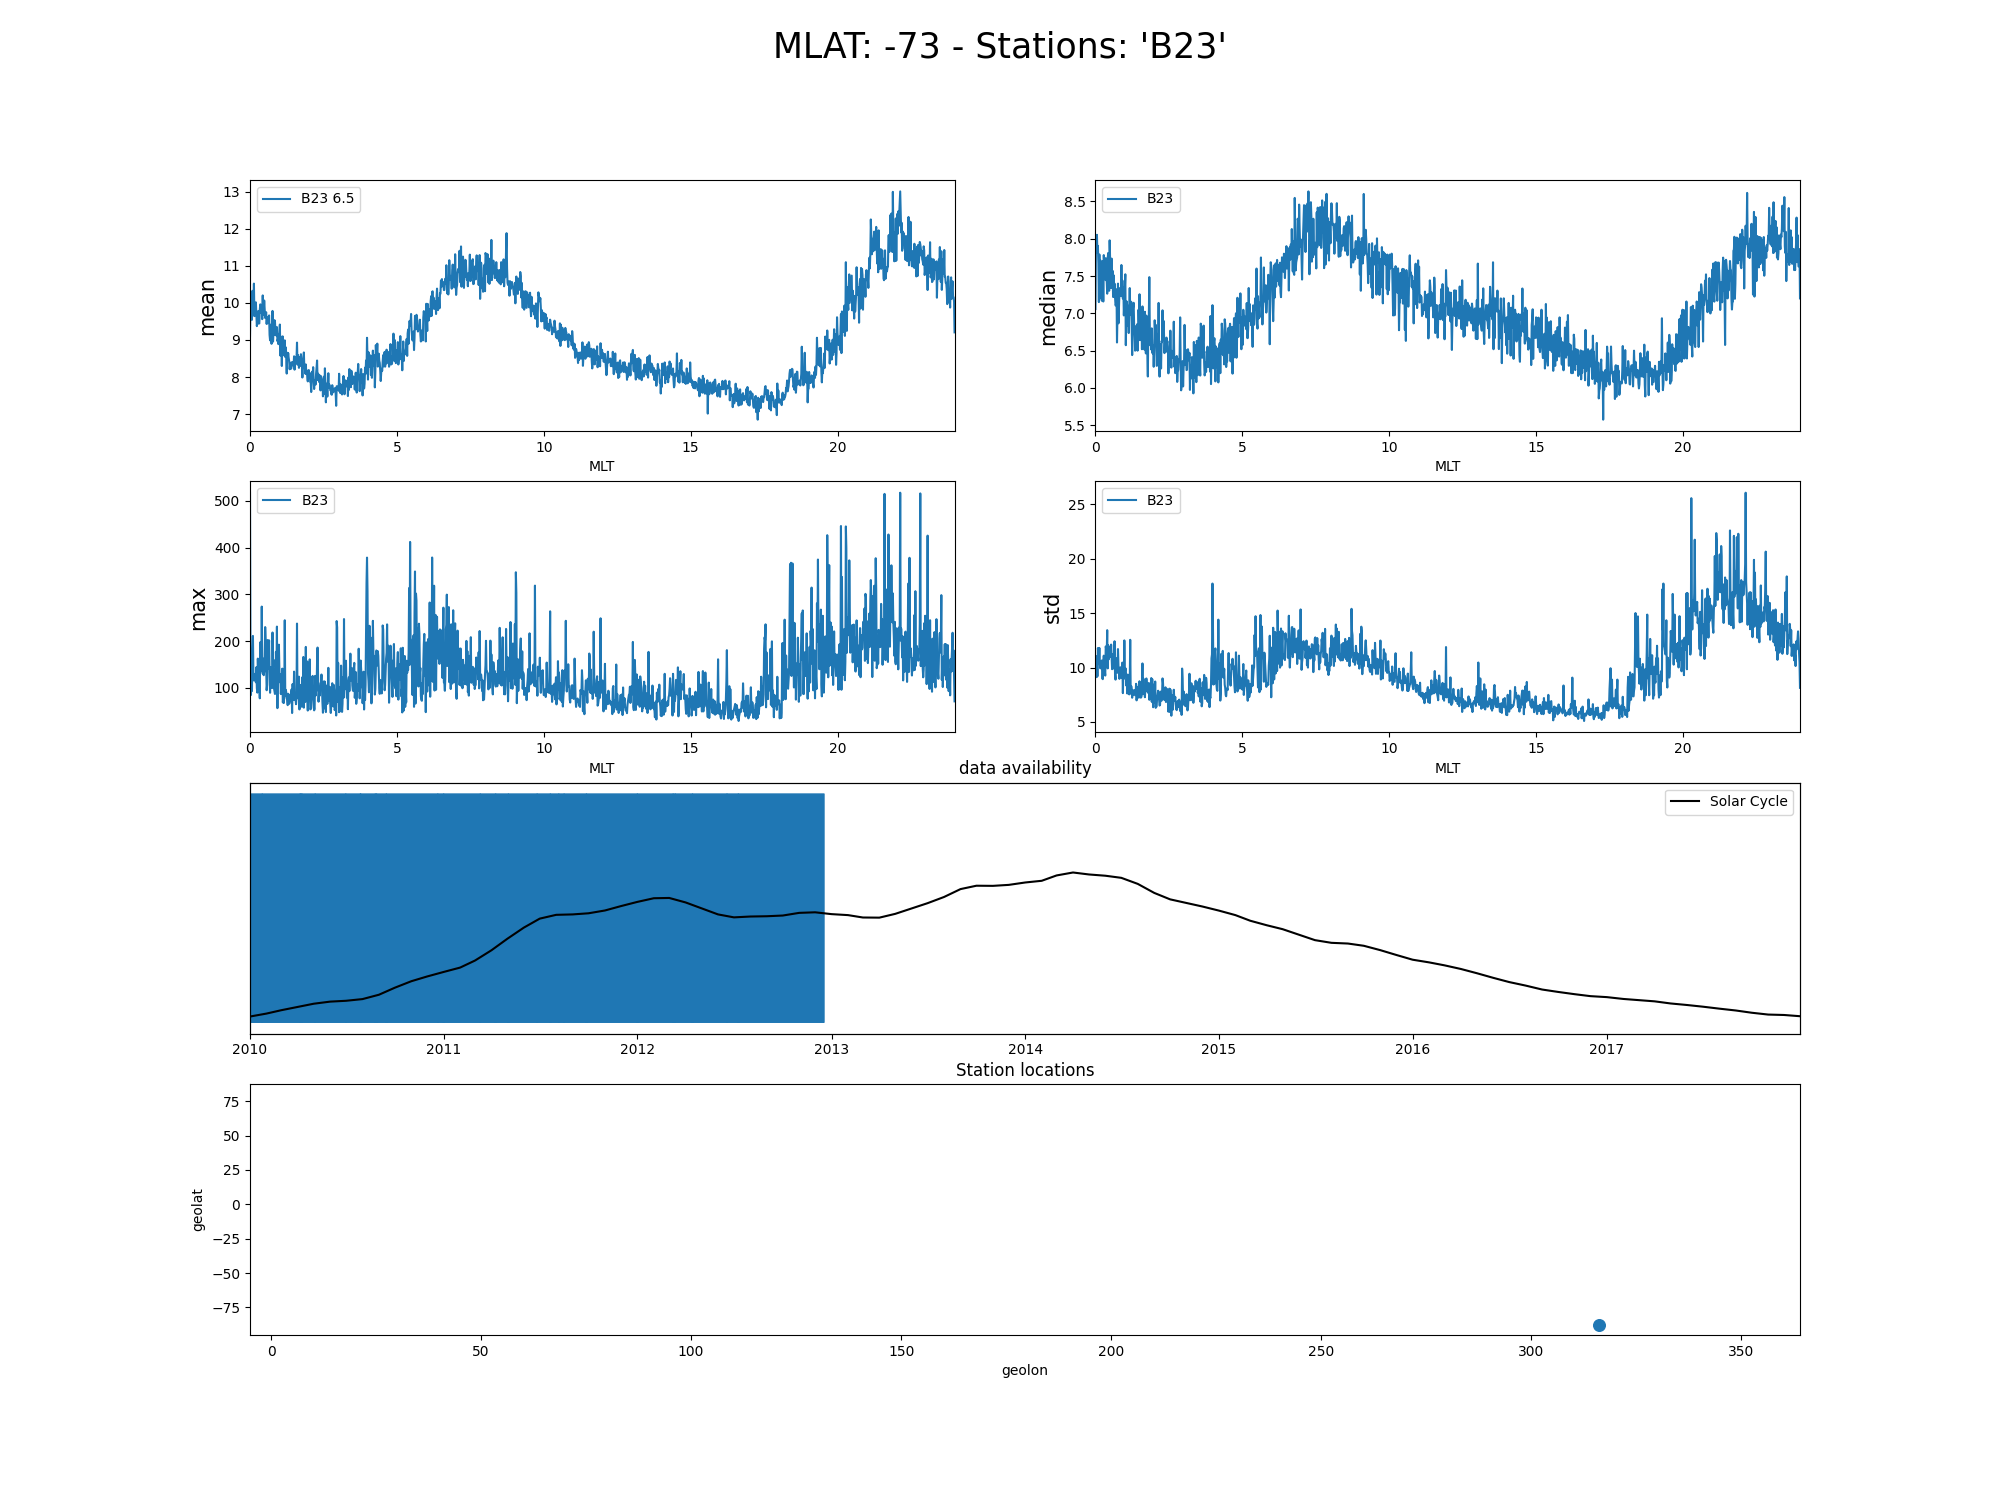 MLAT: -73 - Stations: 'B23'
mean
13
12
11
10
9
8
7
B23 6.5
0 5 10 15 20
MLT
median
8.5
8.0
7.5
7.0
6.5
6.0
5.5
B23
0 5 10 15 20
MLT
max
500
400
300
200
100
B23
0 5 10 15 20
MLT
std
25
20
15
10
5
B23
0 5 10 15 20
MLT
data availability
Solar Cycle
2010 2011 2012 2013 2014 2015 2016 2017
Station locations
geolat
75
50
25
0
−25
−50
−75
0 50 100 150 200 250 300 350
geolon